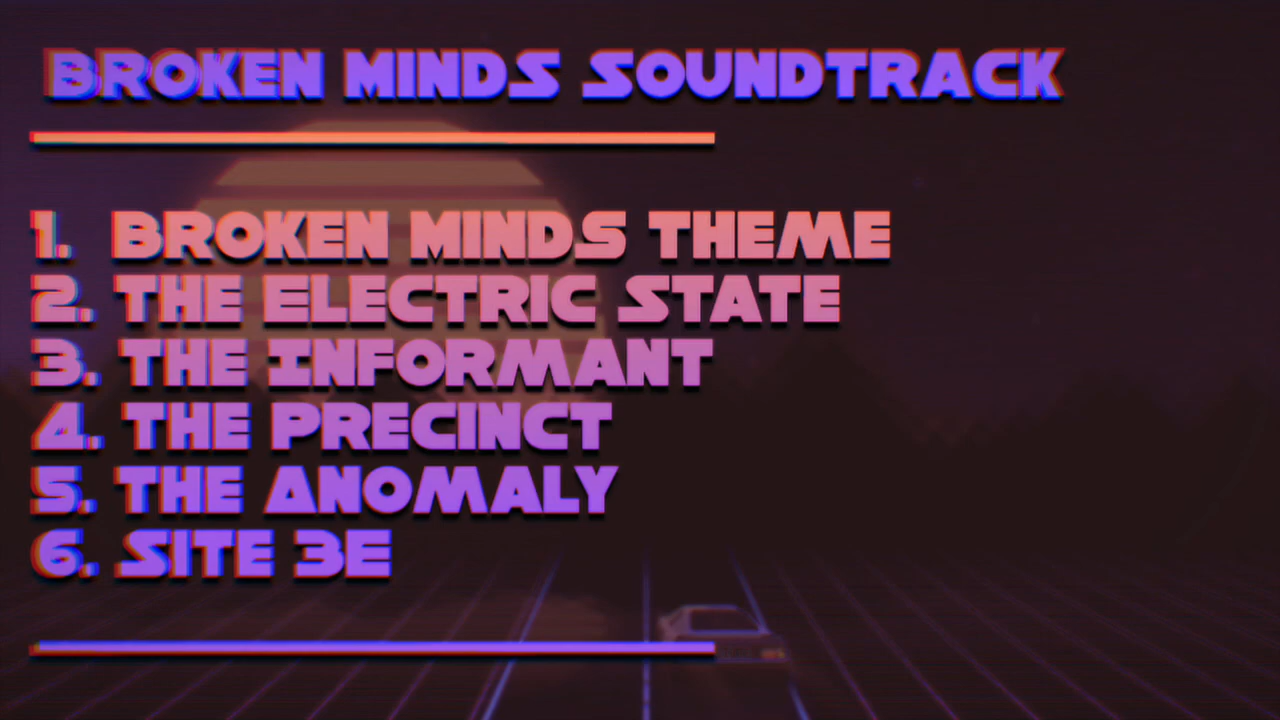 BROKEN MINDS SOUNDTRACK
1. BROKEN MINDS THEME
2. THE ELECTRIC STATE
3. THE INFORMANT
4. THE PRECINCT
5. THE ANOMALY
6. SITE 3E